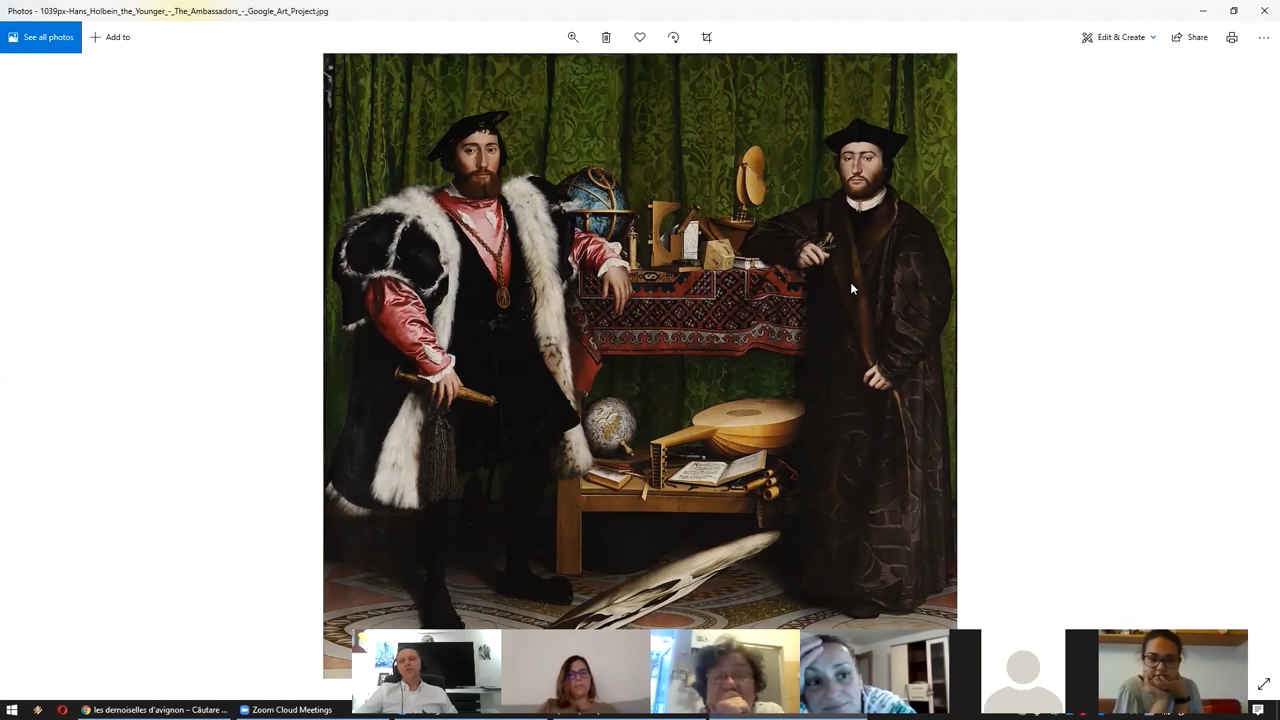 Photos - 1039px-Hans_Holbein_the_Younger_-_The_Ambassadors_-_Google_Art_Project.jpg
See all photos
Add to
Edit & Create
Share
les demoiselles d'avignon – Căutare ...
Zoom Cloud Meetings